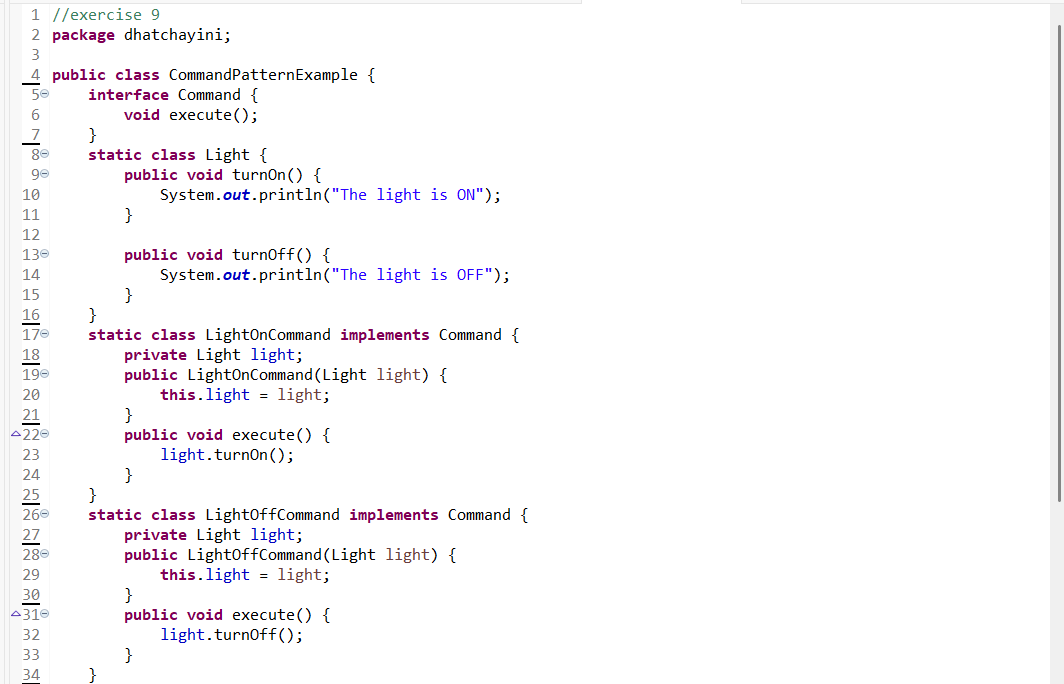 1 //exercise 9
2 package dhatchayini;
3
4 public class CommandPatternExample {
5     interface Command {
6         void execute();
7     }
8     static class Light {
9         public void turnOn() {
10             System.out.println("The light is ON");
11         }
12
13         public void turnOff() {
14             System.out.println("The light is OFF");
15         }
16     }
17     static class LightOnCommand implements Command {
18         private Light light;
19         public LightOnCommand(Light light) {
20             this.light = light;
21         }
22         public void execute() {
23             light.turnOn();
24         }
25     }
26     static class LightOffCommand implements Command {
27         private Light light;
28         public LightOffCommand(Light light) {
29             this.light = light;
30         }
31         public void execute() {
32             light.turnOff();
33         }
34     }